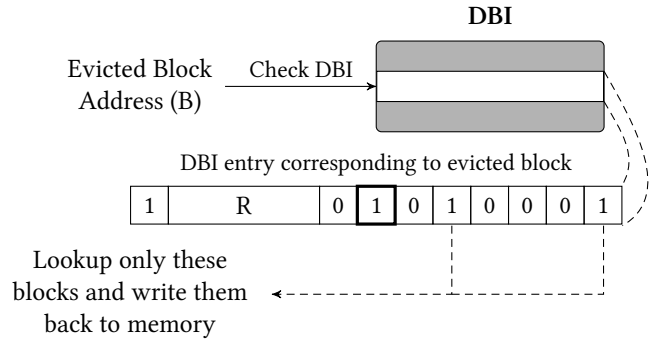 DBI
Evicted Block
Address (B)
Check DBI
DBI entry corresponding to evicted block
1 R 0 1 0 1 0 0 0 1
Lookup only these
blocks and write them
back to memory